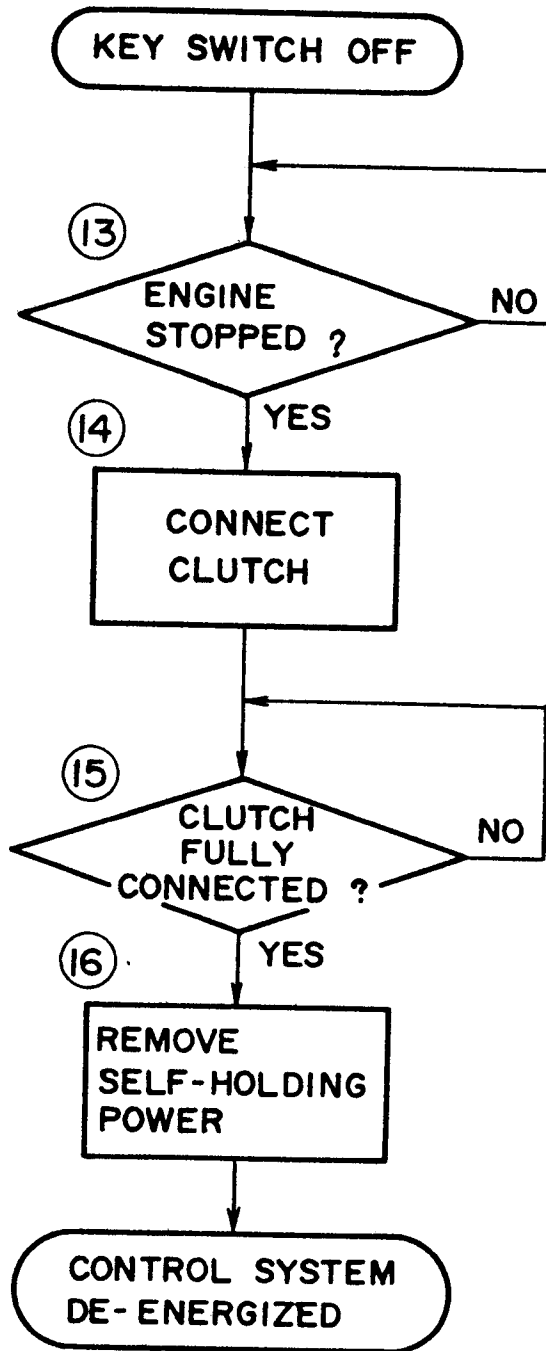 KEY SWITCH OFF
13
ENGINE
STOPPED ?
NO
YES
14
CONNECT
CLUTCH
15
CLUTCH
FULLY
CONNECTED ?
NO
YES
16
REMOVE
SELF-HOLDING
POWER
CONTROL SYSTEM
DE-ENERGIZED